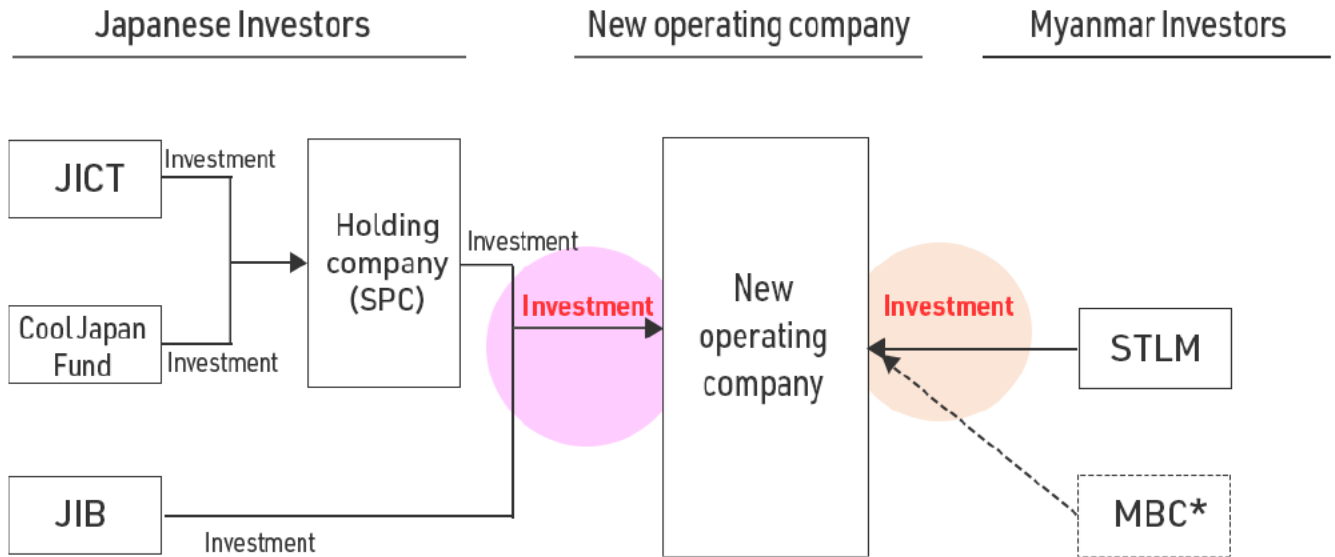 Japanese Investors
New operating company
Myanmar Investors
JICT
Investment
Cool Japan
Fund
Investment
Holding
company
(SPC)
Investment
Investment
JIB
Investment
New
operating
company
Investment
STLM
MBC*